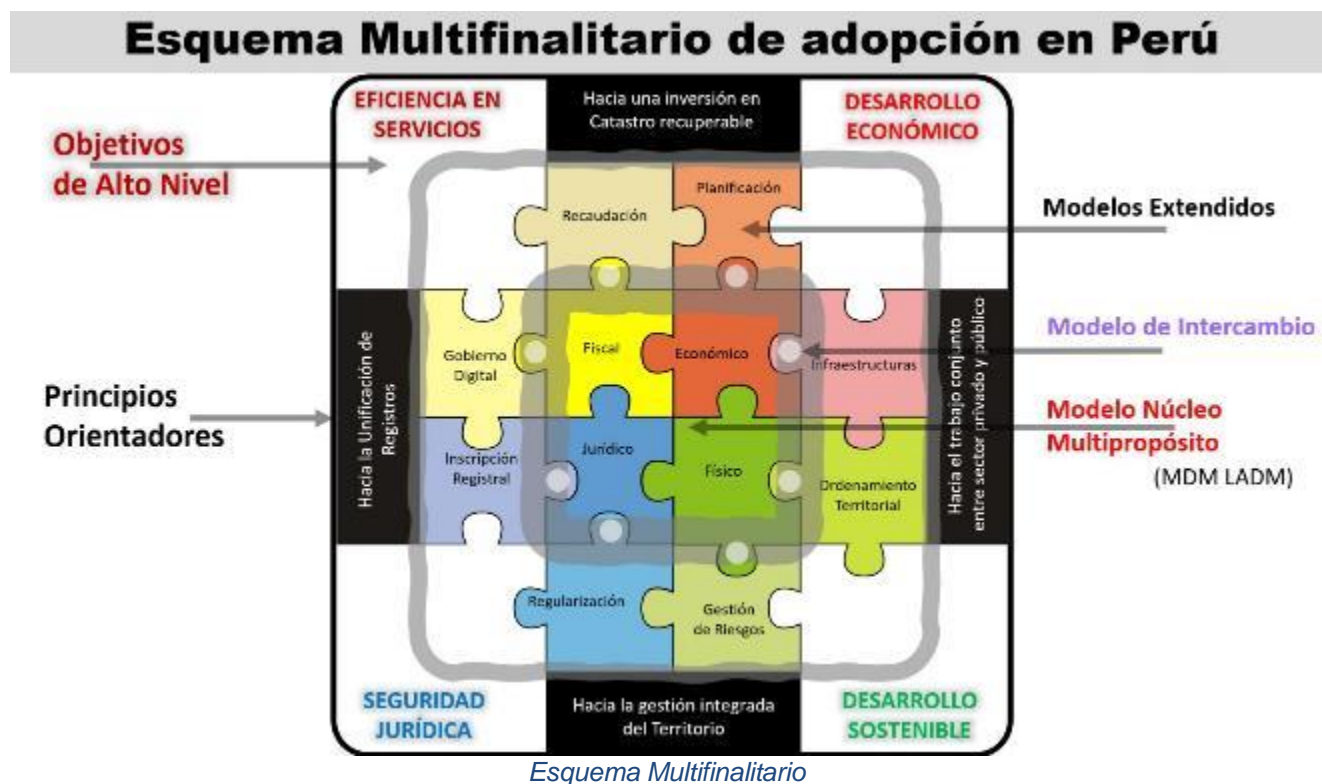 Esquema Multifinalitario de adopción en Perú
EFICIENCIA EN
SERVICIOS
Hacia una inversión en
Catastro recuperable
DESARROLLO
ECONÓMICO
Objetivos
de Alto Nivel
Planificación
Recaudación
Modelos Extendidos
Modelo de Intercambio
Fiscal
Económico
Gobierno
Digital
Infraestructuras
Principios
Orientadores
Hacia la Unificación de
Registros
Hacia el trabajo conjunto
entre sector privado y público
Modelo Núcleo
Multipropósito
(MDM LADM)
Inscripción
Registral
Jurídico
Físico
Ordenamiento
Territorial
Regularización
Gestión
de Riesgos
SEGURIDAD
JURÍDICA
Hacia la gestión integrada
del Territorio
DESARROLLO
SOSTENIBLE
Esquema Multifinalitario